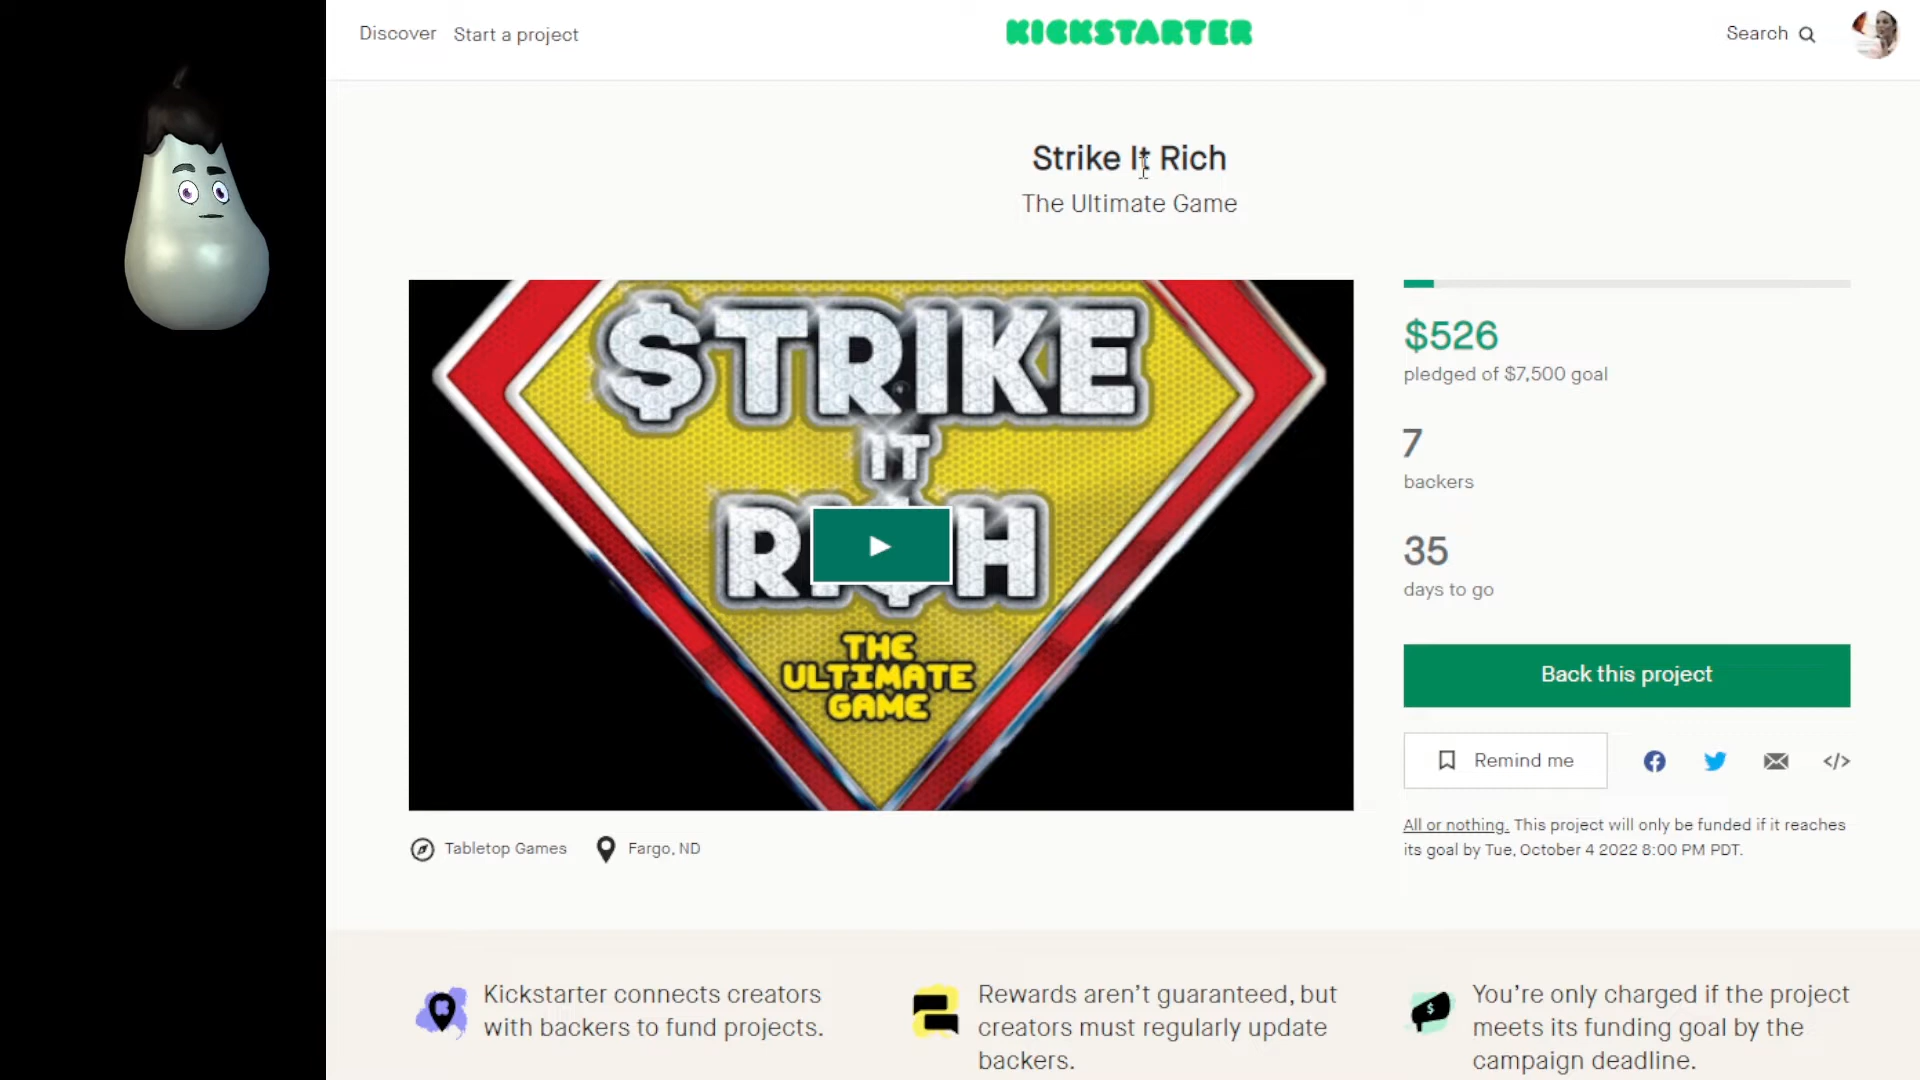 Discover
Start a project
KICKSTARTER
Search
Strike It Rich
The Ultimate Game
$TRIKE
IT
THE
ULTIMATE
GAME
$526
pledged of $7,500 goal
7
backers
35
days to go
Back this project
Remind me
</>
All or nothing. This project will only be funded if it reaches
its goal by Tue, October 4 2022 8:00 PM PDT.
Tabletop Games
Fargo, ND
Kickstarter connects creators
with backers to fund projects.
Rewards aren't guaranteed, but
creators must regularly update
backers.
You're only charged if the project
meets its funding goal by the
campaign deadline.